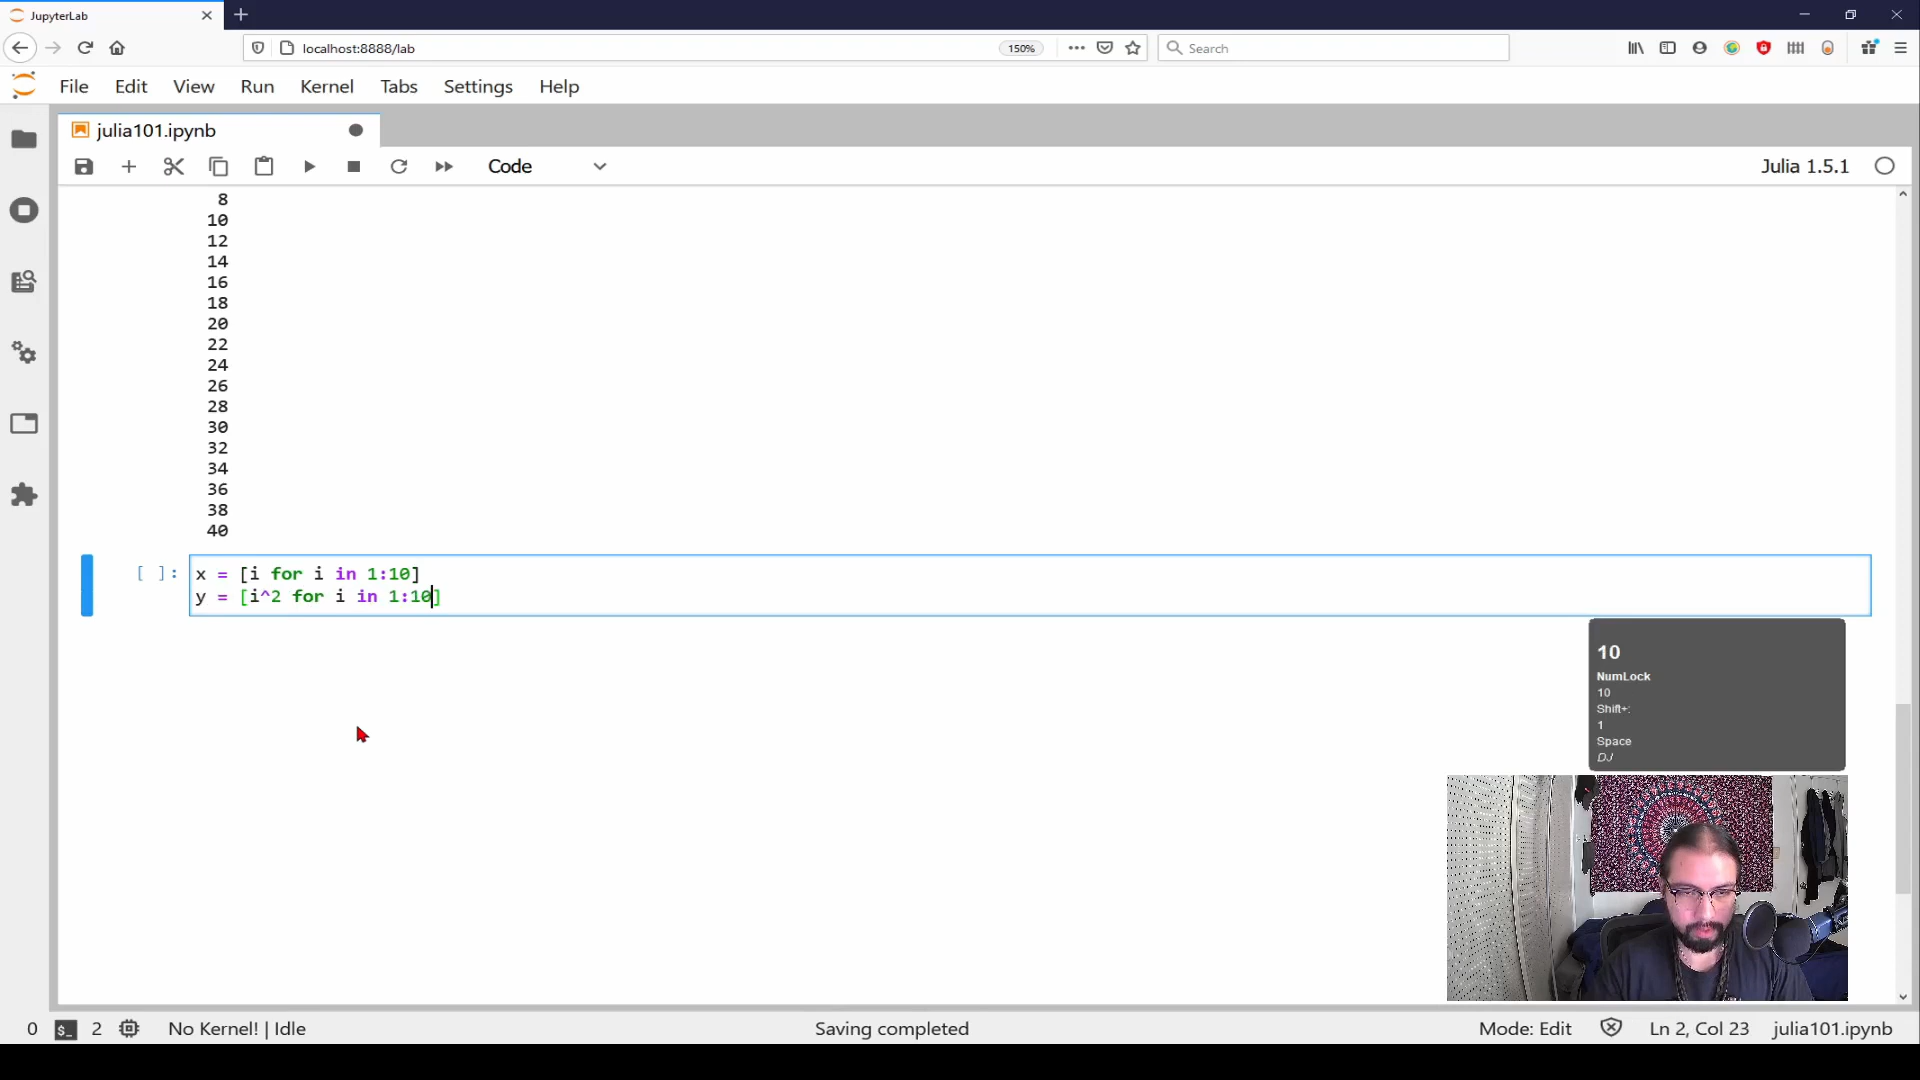 JupyterLab
localhost:8888/lab
150%
Search
File Edit View Run Kernel Tabs Settings Help
julia101.ipynb
Code
Julia 1.5.1
8
10
12
14
16
18
20
22
24
26
28
30
32
34
36
38
40
[ ]:
x = [i for i in 1:10]
y = [i^2 for i in 1:10]
10
NumLock
10
Shift+:
1
Space
DJ
0 $_ 2 No Kernel! | Idle Saving completed Mode: Edit Ln 2, Col 23 julia101.ipynb